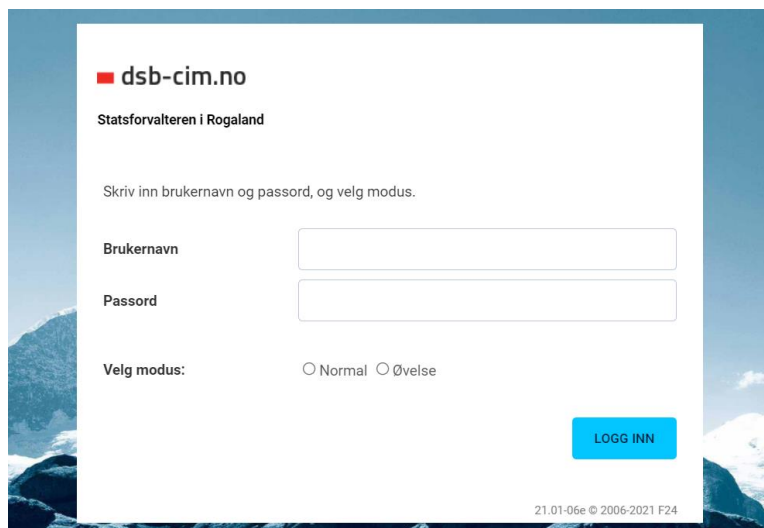 dsb-cim.no
Statsforvalteren i Rogaland
Skriv inn brukernavn og passord, og velg modus.
Brukernavn
Passord
Velg modus: Normal Øvelse
LOGG INN
21.01-06e © 2006-2021 F24